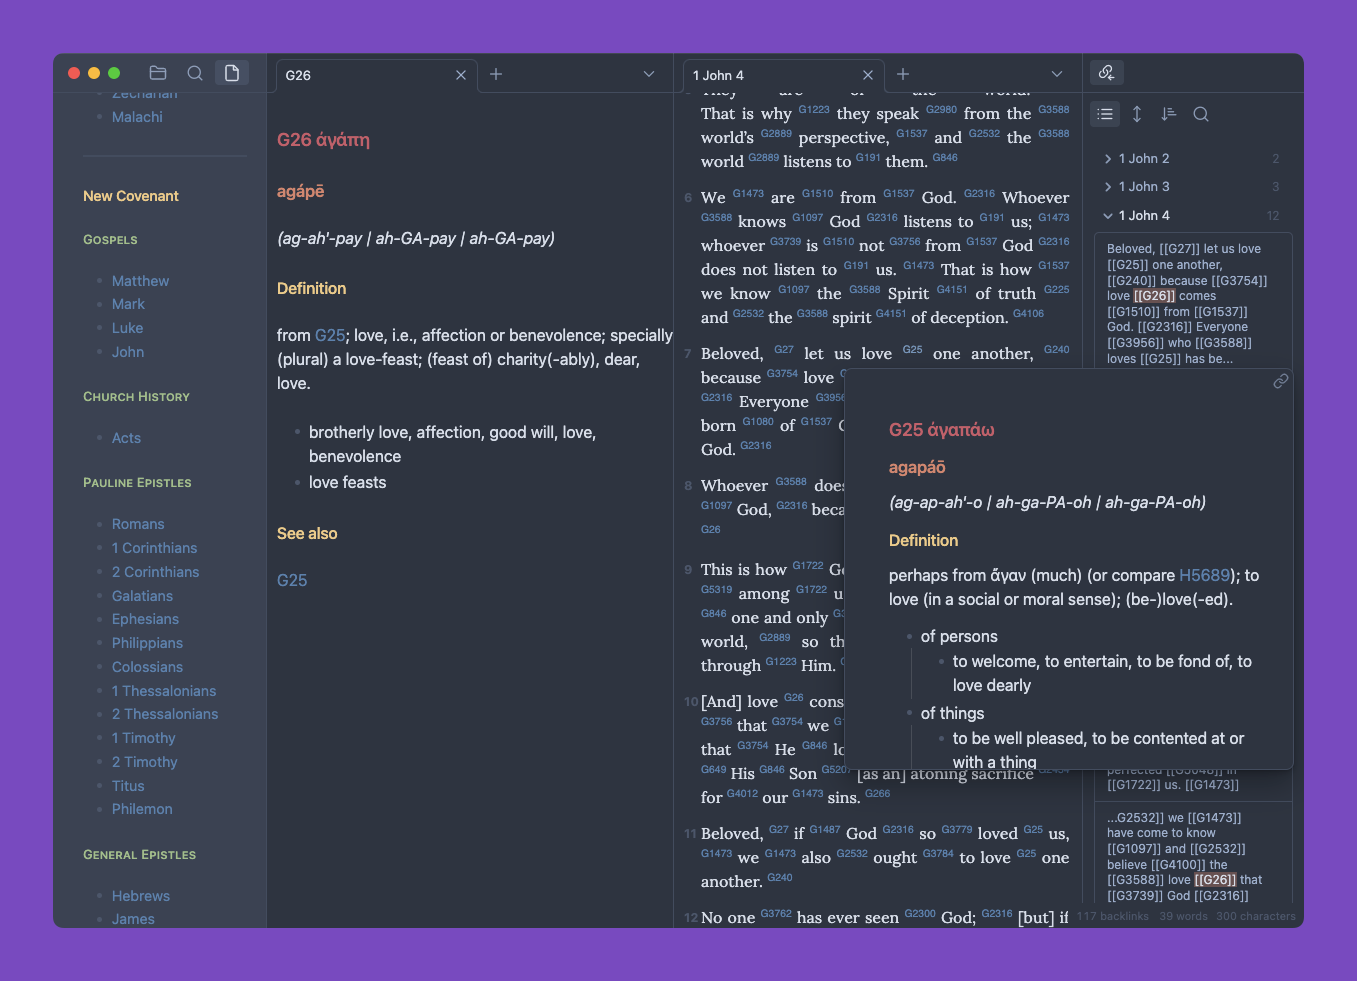 Zechariah
Malachi
New Covenant
Gospels
Matthew
Mark
Luke
John
Church History
Acts
Pauline Epistles
Romans
1 Corinthians
2 Corinthians
Galatians
Ephesians
Philippians
Colossians
1 Thessalonians
2 Thessalonians
1 Timothy
2 Timothy
Titus
Philemon
General Epistles
Hebrews
James
G26
G26 ἀγάπη
agápē
(ag-ah'-pay | ah-GA-pay | ah-GA-pay)
Definition
from G25; love, i.e., affection or benevolence; specially
(plural) a love-feast; (feast of) charity(-ably), dear,
love.
brotherly love, affection, good will, love,
benevolence
love feasts
See also
G25
1 John 4
They are of the world.
That is why G1223 they speak G2980 from the G3588
world’s G2889 perspective, G1537 and G2532 the G3588
world G2889 listens to G191 them. G846
6 We G1473 are G1510 from G1537 God. G2316 Whoever
G3588 knows G1097 God G2316 listens to G191 us; G1473
whoever G3739 is G1510 not G3756 from G1537 God G2316
does not listen to G191 us. G1473 That is how G1537
we know G1097 the G3588 Spirit G4151 of truth G225
and G2532 the G3588 spirit G4151 of deception. G4106
7 Beloved, G27 let us love G25 one another, G240
because G3754 love
G2316 Everyone G3956
born G1080 of G1537
God. G2316
8 Whoever G3588 does
G1097 God, G2316 beca
G26
9 This is how G1722 G
G5319 among G1722 u
G846 one and only
world, G2889 so th
through G1223 Him.
10 [And] love G26 cons
G3756 that G3754 we
that G3754 He G846 lo
G649 His G846 Son G5207 [as an] atoning sacrifice G2434
for G4012 our G1473 sins. G266
11 Beloved, G27 if G1487 God G2316 so G3779 loved G25 us,
G1473 we G1473 also G2532 ought G3784 to love G25 one
another. G240
12 No one G3762 has ever seen G2300 God; G2316 [but] if
1 John 2 2
1 John 3 3
1 John 4 12
Beloved, [[G27]] let us love
[[G25]] one another,
[[G240]] because [[G3754]]
love [[G26]] comes
[[G1510]] from [[G1537]]
God. [[G2316]] Everyone
[[G3956]] who [[G3588]]
loves [[G25]] has be...
G25 ἀγαπάω
agapáō
(ag-ap-ah'-o | ah-ga-PA-oh | ah-ga-PA-oh)
Definition
perhaps from ἄγαν (much) (or compare H5689); to
love (in a social or moral sense); (be-)love(-ed).
of persons
to welcome, to entertain, to be fond of, to
love dearly
of things
to be well pleased, to be contented at or
with a thing
perfected [[G5048]] in
[[G1722]] us. [[G1473]]
...G2532]] we [[G1473]]
have come to know
[[G1097]] and [[G2532]]
believe [[G4100]] the
[[G3588]] love [[G26]] that
[[G3739]] God [[G2316]]
117 backlinks 39 words 300 characters